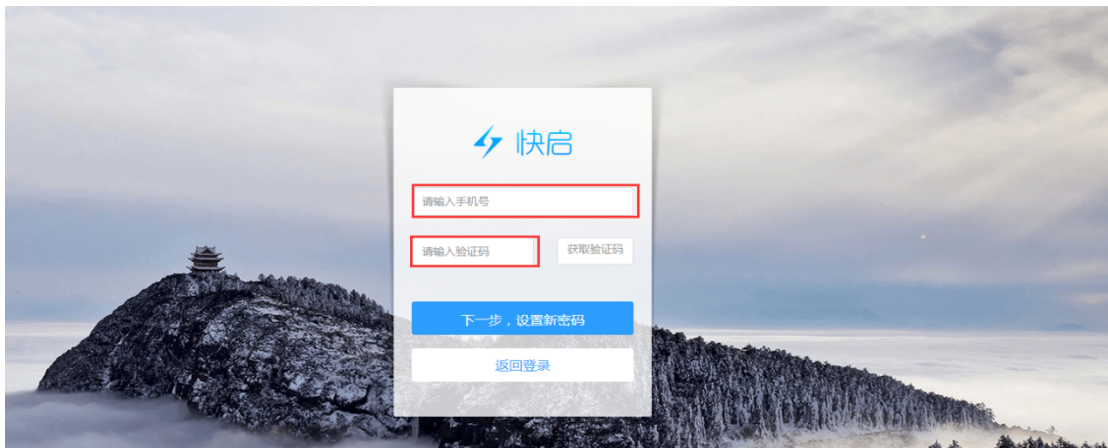 快启
请输入手机号
请输入验证码 获取验证码
下一步，设置新密码
返回登录